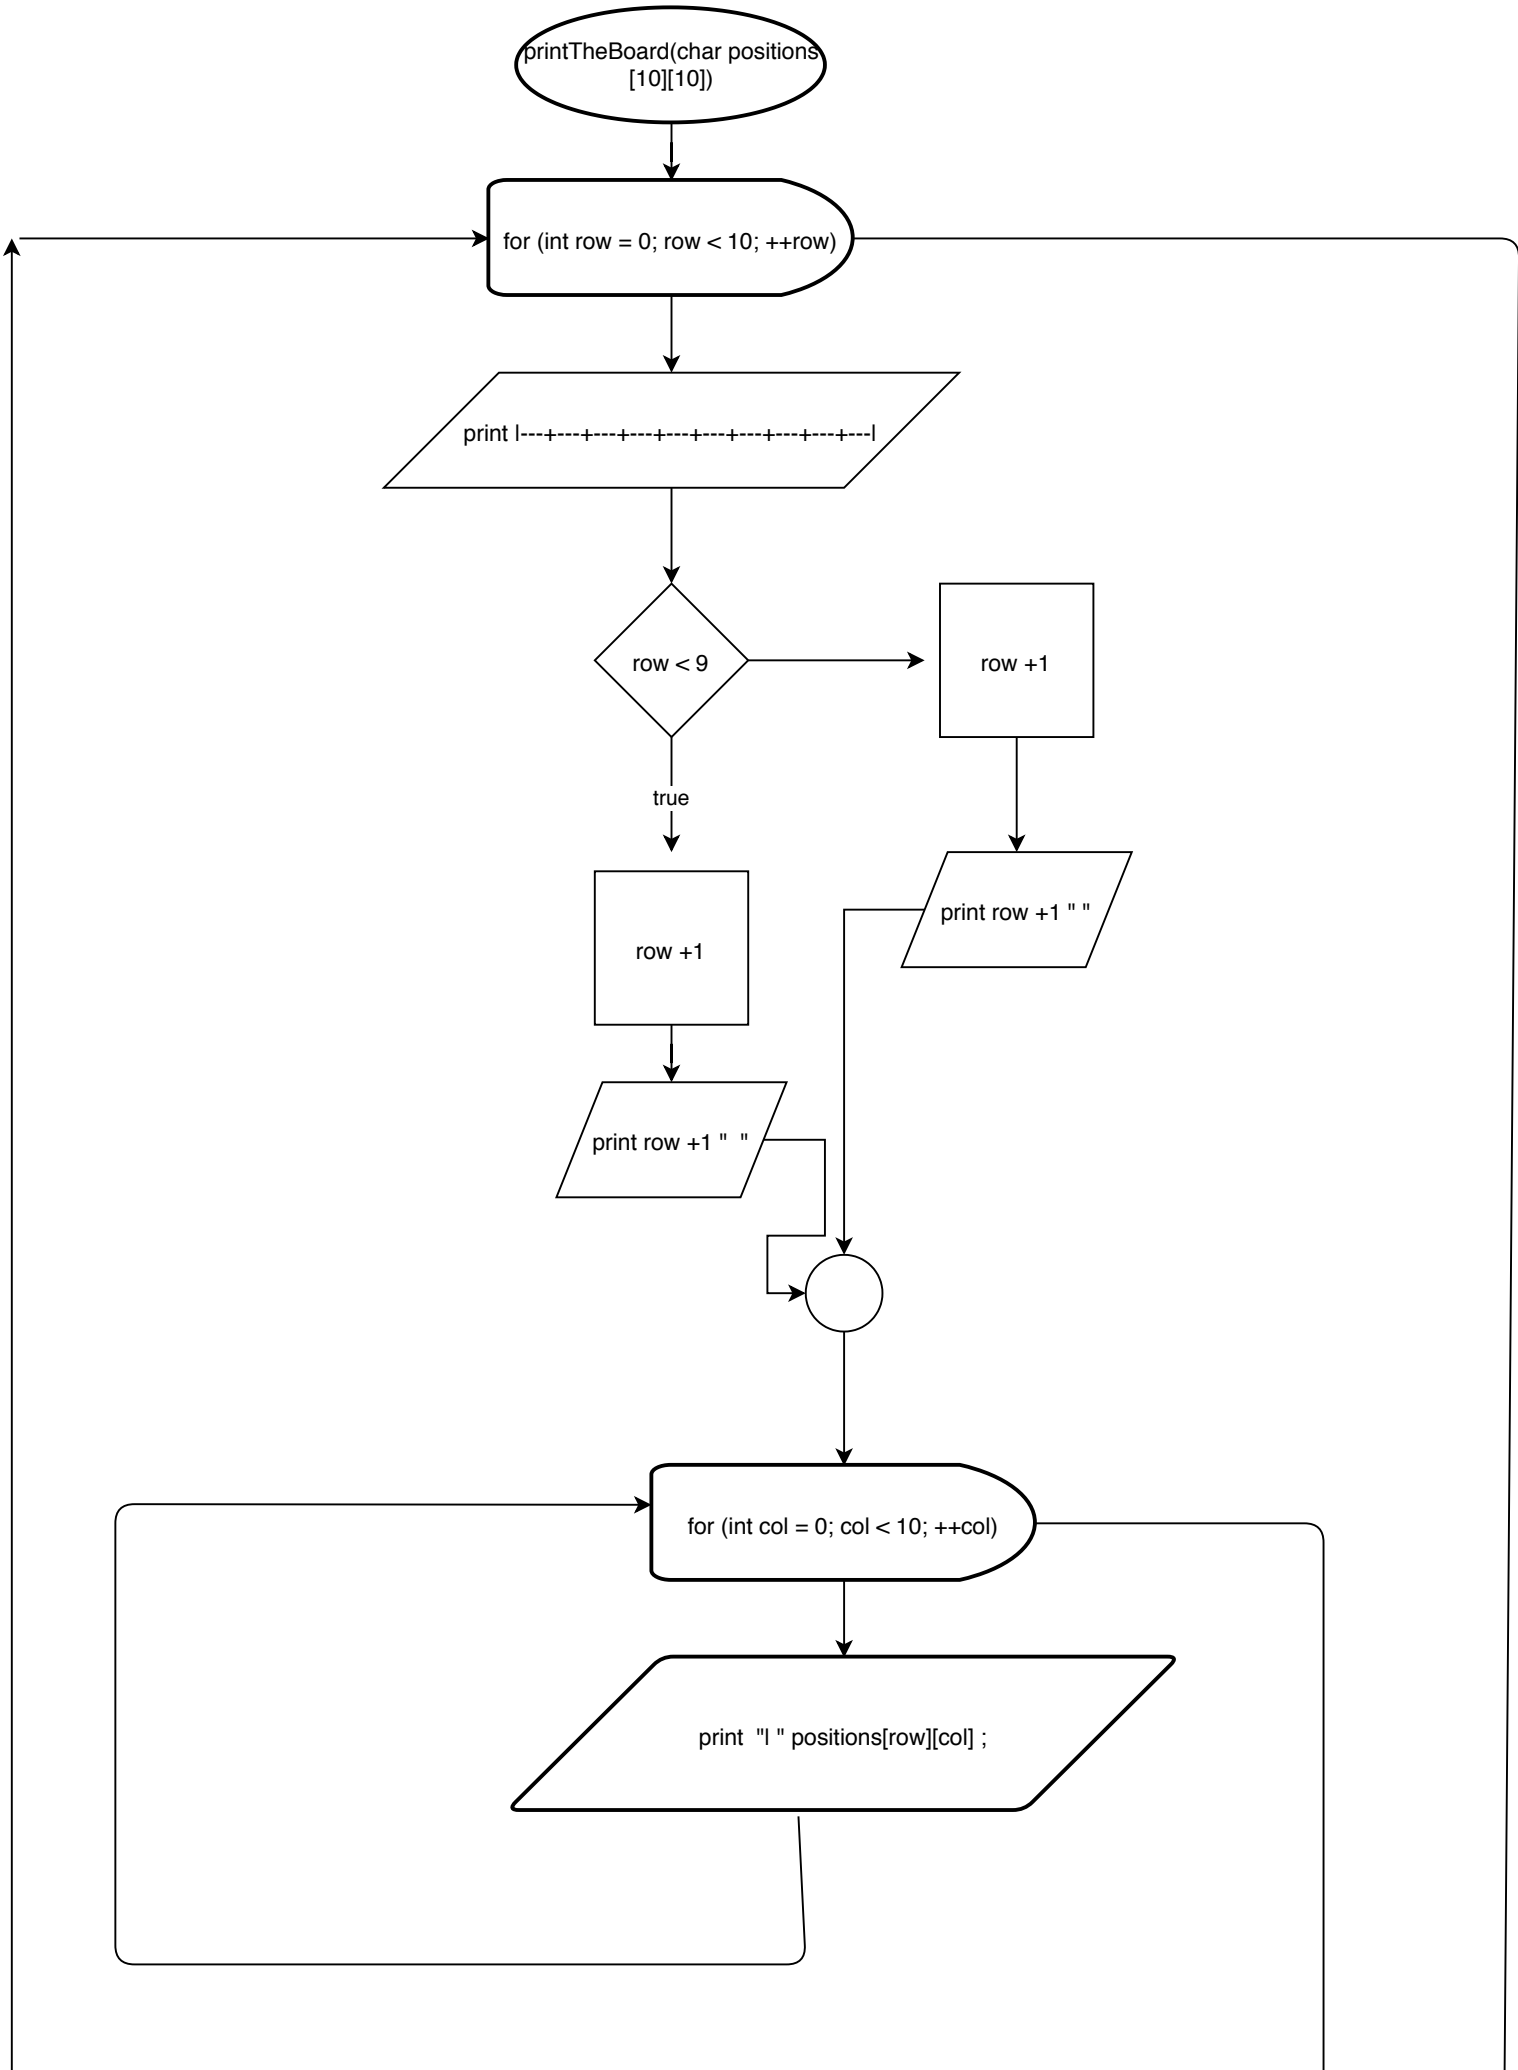 printTheBoard(char positions
[10][10])
for (int row = 0; row < 10; ++row)
print |---+---+---+---+---+---+---+---+---+---|
row < 9
row +1
true
print row +1 " "
row +1
print row +1 "  "
for (int col = 0; col < 10; ++col)
print  "| " positions[row][col] ;